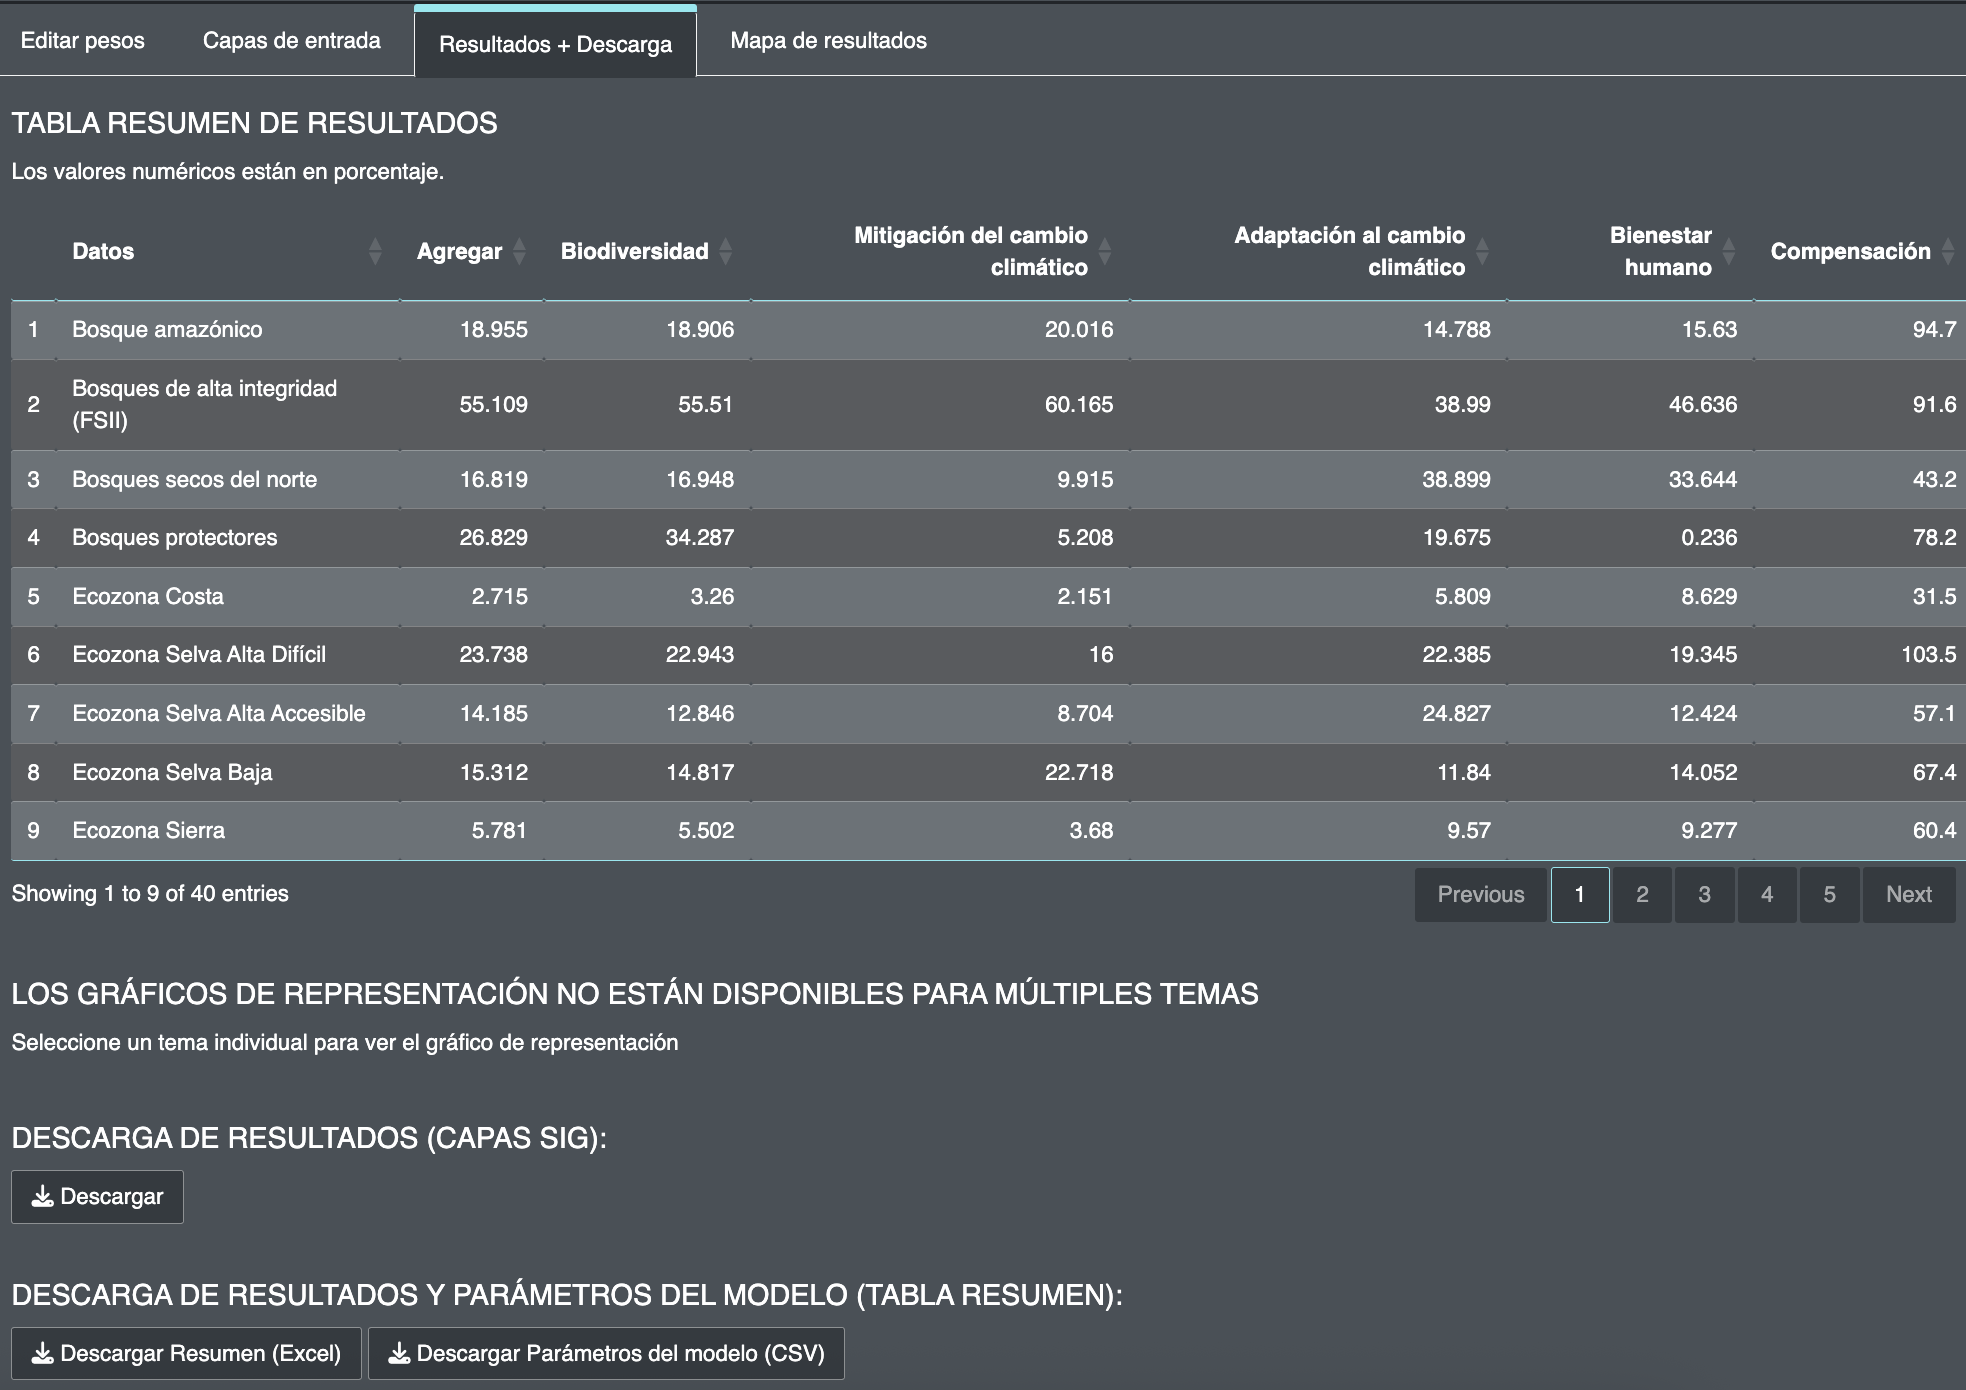 Editar pesos Capas de entrada Resultados + Descarga Mapa de resultados
TABLA RESUMEN DE RESULTADOS
Los valores numéricos están en porcentaje.
Datos Agregar Biodiversidad Mitigación del cambio climático Adaptación al cambio climático Bienestar humano Compensación
1 Bosque amazónico 18.955 18.906 20.016 14.788 15.63 94.7
2 Bosques de alta integridad (FSII) 55.109 55.51 60.165 38.99 46.636 91.6
3 Bosques secos del norte 16.819 16.948 9.915 38.899 33.644 43.2
4 Bosques protectores 26.829 34.287 5.208 19.675 0.236 78.2
5 Ecozona Costa 2.715 3.26 2.151 5.809 8.629 31.5
6 Ecozona Selva Alta Difícil 23.738 22.943 16 22.385 19.345 103.5
7 Ecozona Selva Alta Accesible 14.185 12.846 8.704 24.827 12.424 57.1
8 Ecozona Selva Baja 15.312 14.817 22.718 11.84 14.052 67.4
9 Ecozona Sierra 5.781 5.502 3.68 9.57 9.277 60.4
Showing 1 to 9 of 40 entries Previous 1 2 3 4 5 Next
LOS GRÁFICOS DE REPRESENTACIÓN NO ESTÁN DISPONIBLES PARA MÚLTIPLES TEMAS
Seleccione un tema individual para ver el gráfico de representación
DESCARGA DE RESULTADOS (CAPAS SIG):
Descargar
DESCARGA DE RESULTADOS Y PARÁMETROS DEL MODELO (TABLA RESUMEN):
Descargar Resumen (Excel) Descargar Parámetros del modelo (CSV)